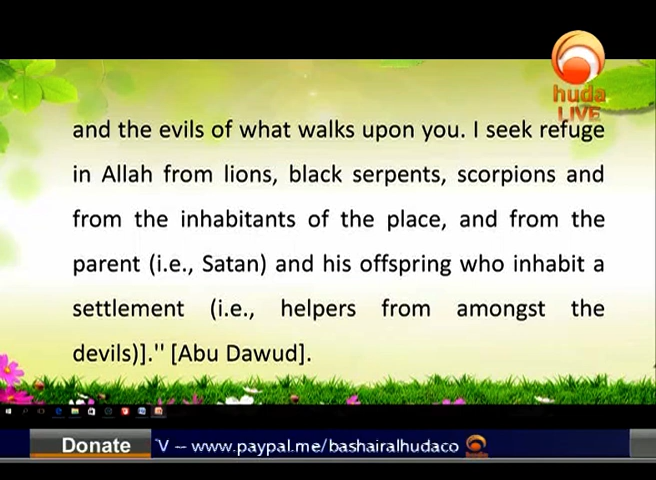 huda
LIVE
and the evils of what walks upon you. I seek refuge
in Allah from lions, black serpents, scorpions and
from the inhabitants of the place, and from the
parent (i.e., Satan) and his offspring who inhabit a
settlement (i.e., helpers from amongst the
devils)]." [Abu Dawud].
Donate V -- www.paypal.me/bashairalhudaco